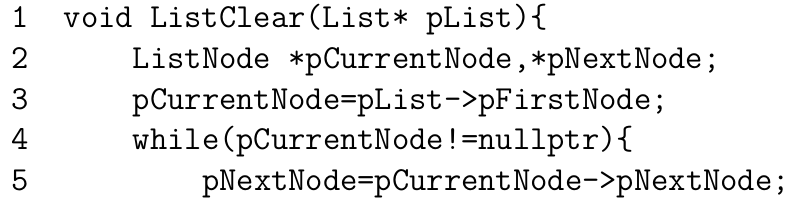 1 void ListClear(List* pList){
2 ListNode *pCurrentNode,*pNextNode;
3 pCurrentNode=pList->pFirstNode;
4 while(pCurrentNode!=nullptr){
5 pNextNode=pCurrentNode->pNextNode;